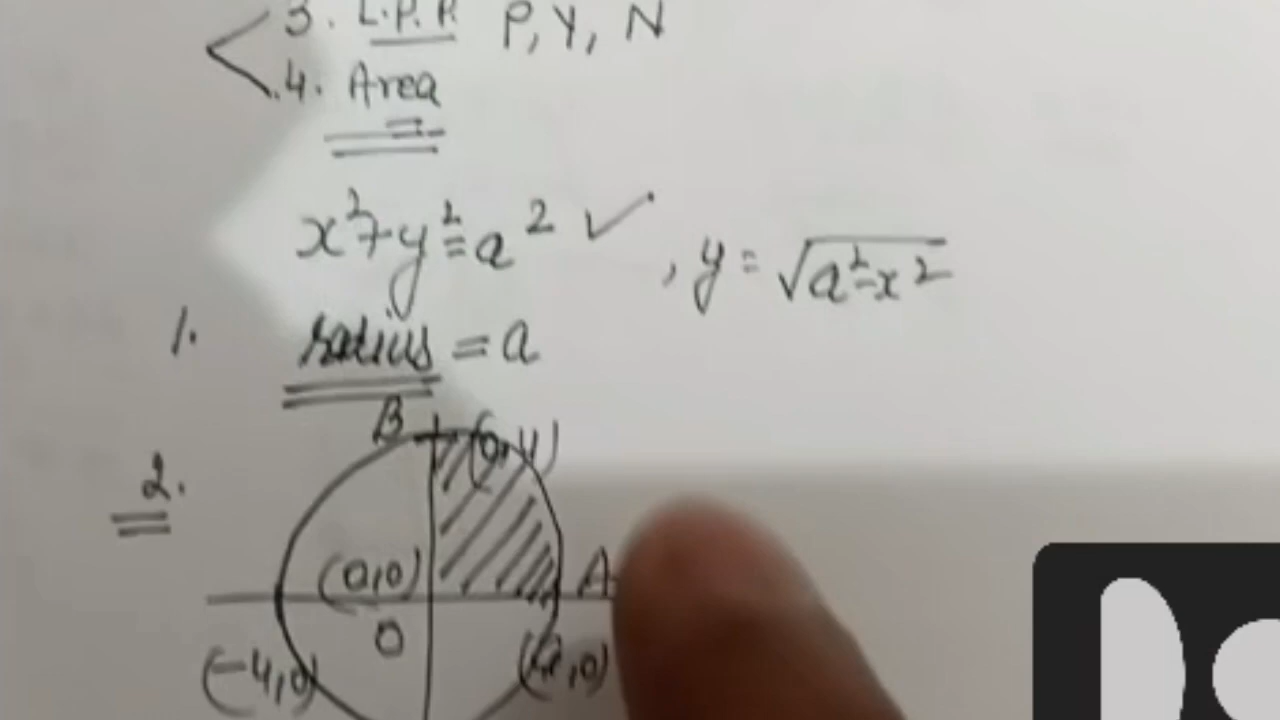 3. L.P.P. P, Y, N
4. Area
x²+y²=a² ✓, y = √a²-x²
1. radius = a
B (0,4)
2.
(0,0) A
O
(-4,0) (4,0)